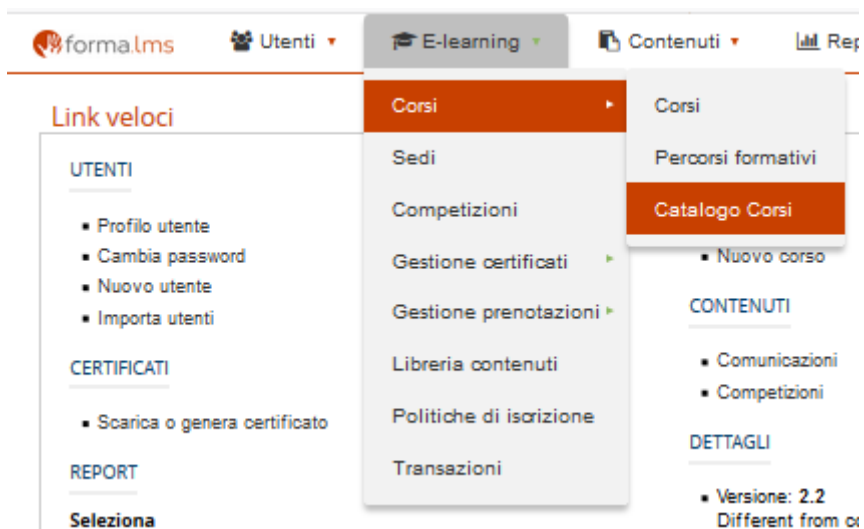 forma.lms
Utenti
E-learning
Contenuti
Link veloci
UTENTI
Profilo utente
Cambia password
Nuovo utente
Importa utenti
CERTIFICATI
Scarica o genera certificato
REPORT
Seleziona
Corsi
Sedi
Competizioni
Gestione certificati
Gestione prenotazioni
Libreria contenuti
Politiche di iscrizione
Transazioni
Corsi
Percorsi formativi
Catalogo Corsi
Nuovo corso
CONTENUTI
Comunicazioni
Competizioni
DETTAGLI
Versione: 2.2
Different from